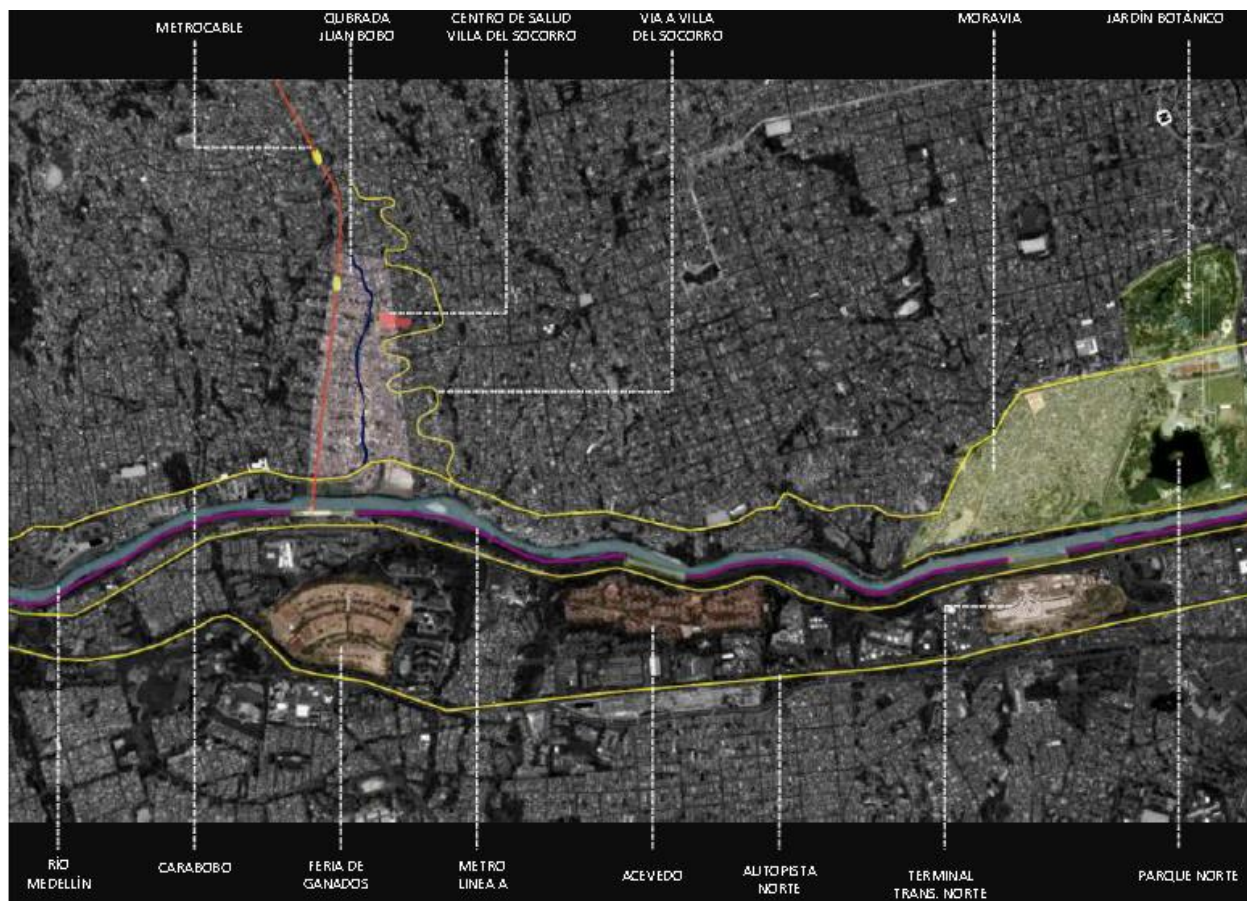 METROCABLE
QUBRADA
JUAN BOBO
CENTRO DE SALUD
VILLA DEL SOCORRO
VIA A VILLA
DEL SOCORRO
MORAVIA
JARDÍN BOTÁNICO
RÍO
MEDELLÍN
CARABOBO
FERIA DE
GANADOS
METRO
LINEA A
ACEVEDO
AUTOPISTA
NORTE
TERMINAL
TRANS. NORTE
PARQUE NORTE